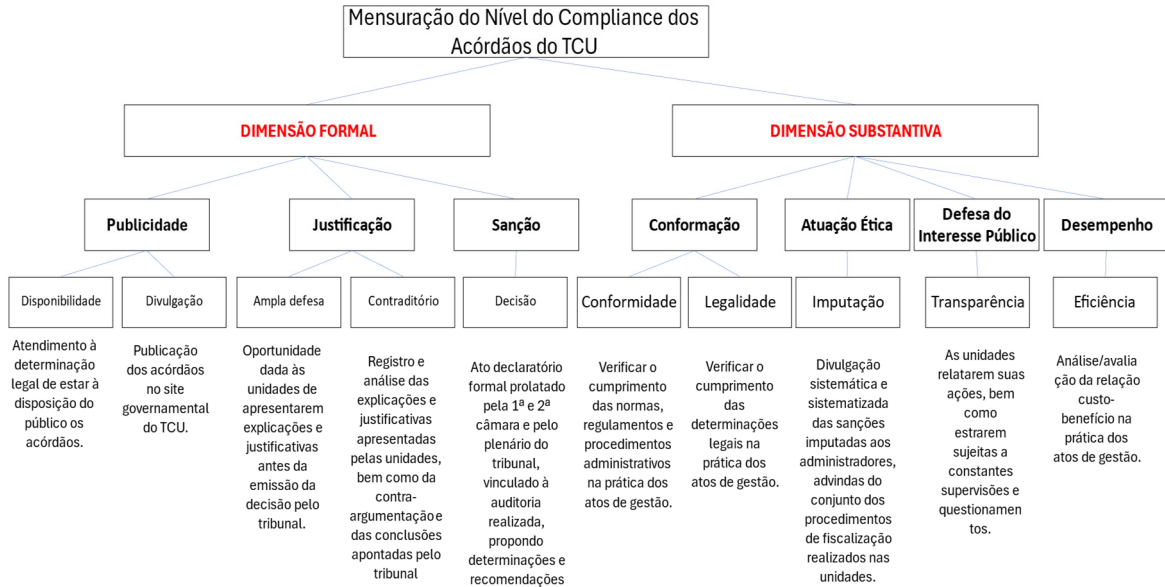 Mensuração do Nível do Compliance dos
Acórdãos do TCU
DIMENSÃO FORMAL
DIMENSÃO SUBSTANTIVA
Publicidade
Justificação
Sanção
Conformação
Atuação Ética
Defesa do
Interesse Público
Desempenho
Disponibilidade
Divulgação
Ampla defesa
Contraditório
Decisão
Conformidade
Legalidade
Imputação
Transparência
Eficiência
Atendimento à
determinação
legal de estar à
disposição do
público os
acórdãos.
Publicação
dos acórdãos
no site
governamental
do TCU.
Oportunidade
dada às
unidades de
apresentarem
explicações e
justificativas
antes da
emissão da
decisão pelo
tribunal.
Registro e
análise das
explicações e
justificativas
apresentadas
pelas unidades,
bem como da
contra-
argumentação e
das conclusões
apontadas pelo
tribunal
Ato declaratório
formal prolatado
pela 1ª e 2ª
câmara e pelo
plenário do
tribunal,
vinculado à
auditoria
realizada,
propondo
determinações e
recomendações
Verificar o
cumprimento
das normas,
regulamentos e
procedimentos
administrativos
na prática dos
atos de gestão.
Verificar o
cumprimento
das
determinações
legais na
prática dos
atos de gestão.
Divulgação
sistemática e
sistematizada
das sanções
imputadas aos
administradores,
advindas do
conjunto dos
procedimentos
de fiscalização
realizados nas
unidades.
As unidades
relatarem suas
ações, bem
como
estrarem
sujeitas a
constantes
supervisões e
questionamen
tos.
Análise/avalia
ção da relação
custo-
benefício na
prática dos
atos de gestão.